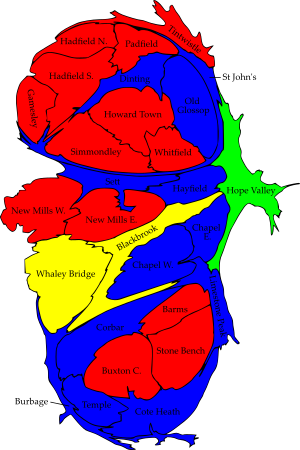 Tintwistle
Hadfield N.
Padfield
Hadfield S.
Dinting
St John's
Gamesley
Old
Glossop
Howard Town
Simmondley
Whitfield
Sett
Hayfield
Hope Valley
New Mills W.
New Mills E.
Blackbrook
Chapel
E.
Whaley Bridge
Chapel W.
Limestone Peak
Barms
Corbar
Stone Bench
Buxton C.
Burbage
Temple
Cote Heath